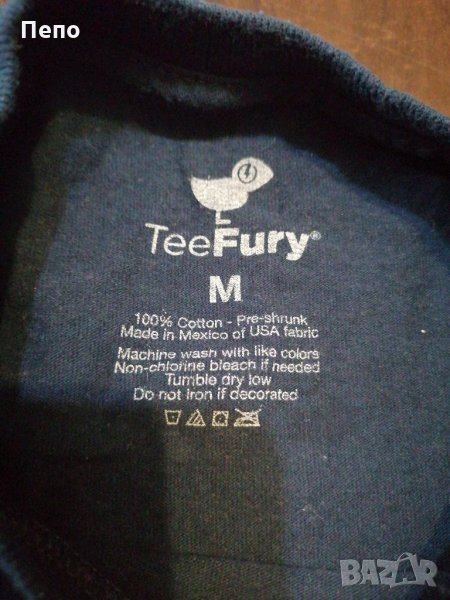 Пепо
TeeFury®
M
100% Cotton - Pre-shrunk
Made in Mexico of USA fabric
Machine wash with like colors
Non-chlorine bleach if needed
Tumble dry low
Do not Iron if decorated
BAZAR